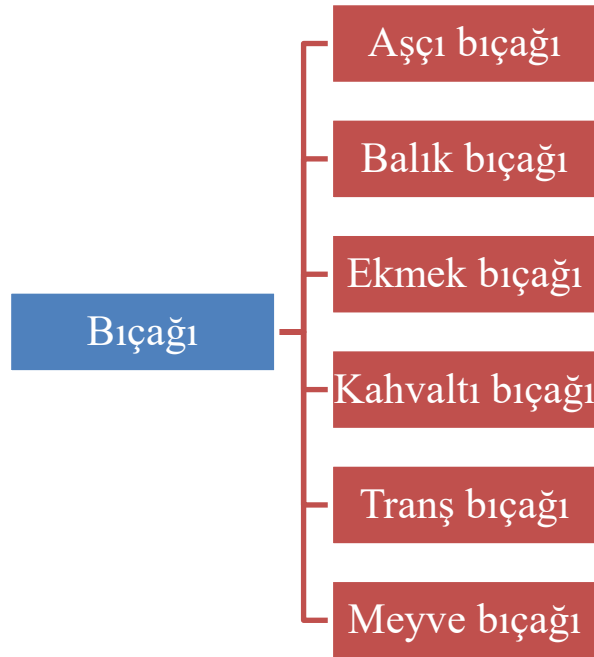 Aşçı bıçağı
Balık bıçağı
Ekmek bıçağı
Bıçağı
Kahvaltı bıçağı
Tranş bıçağı
Meyve bıçağı